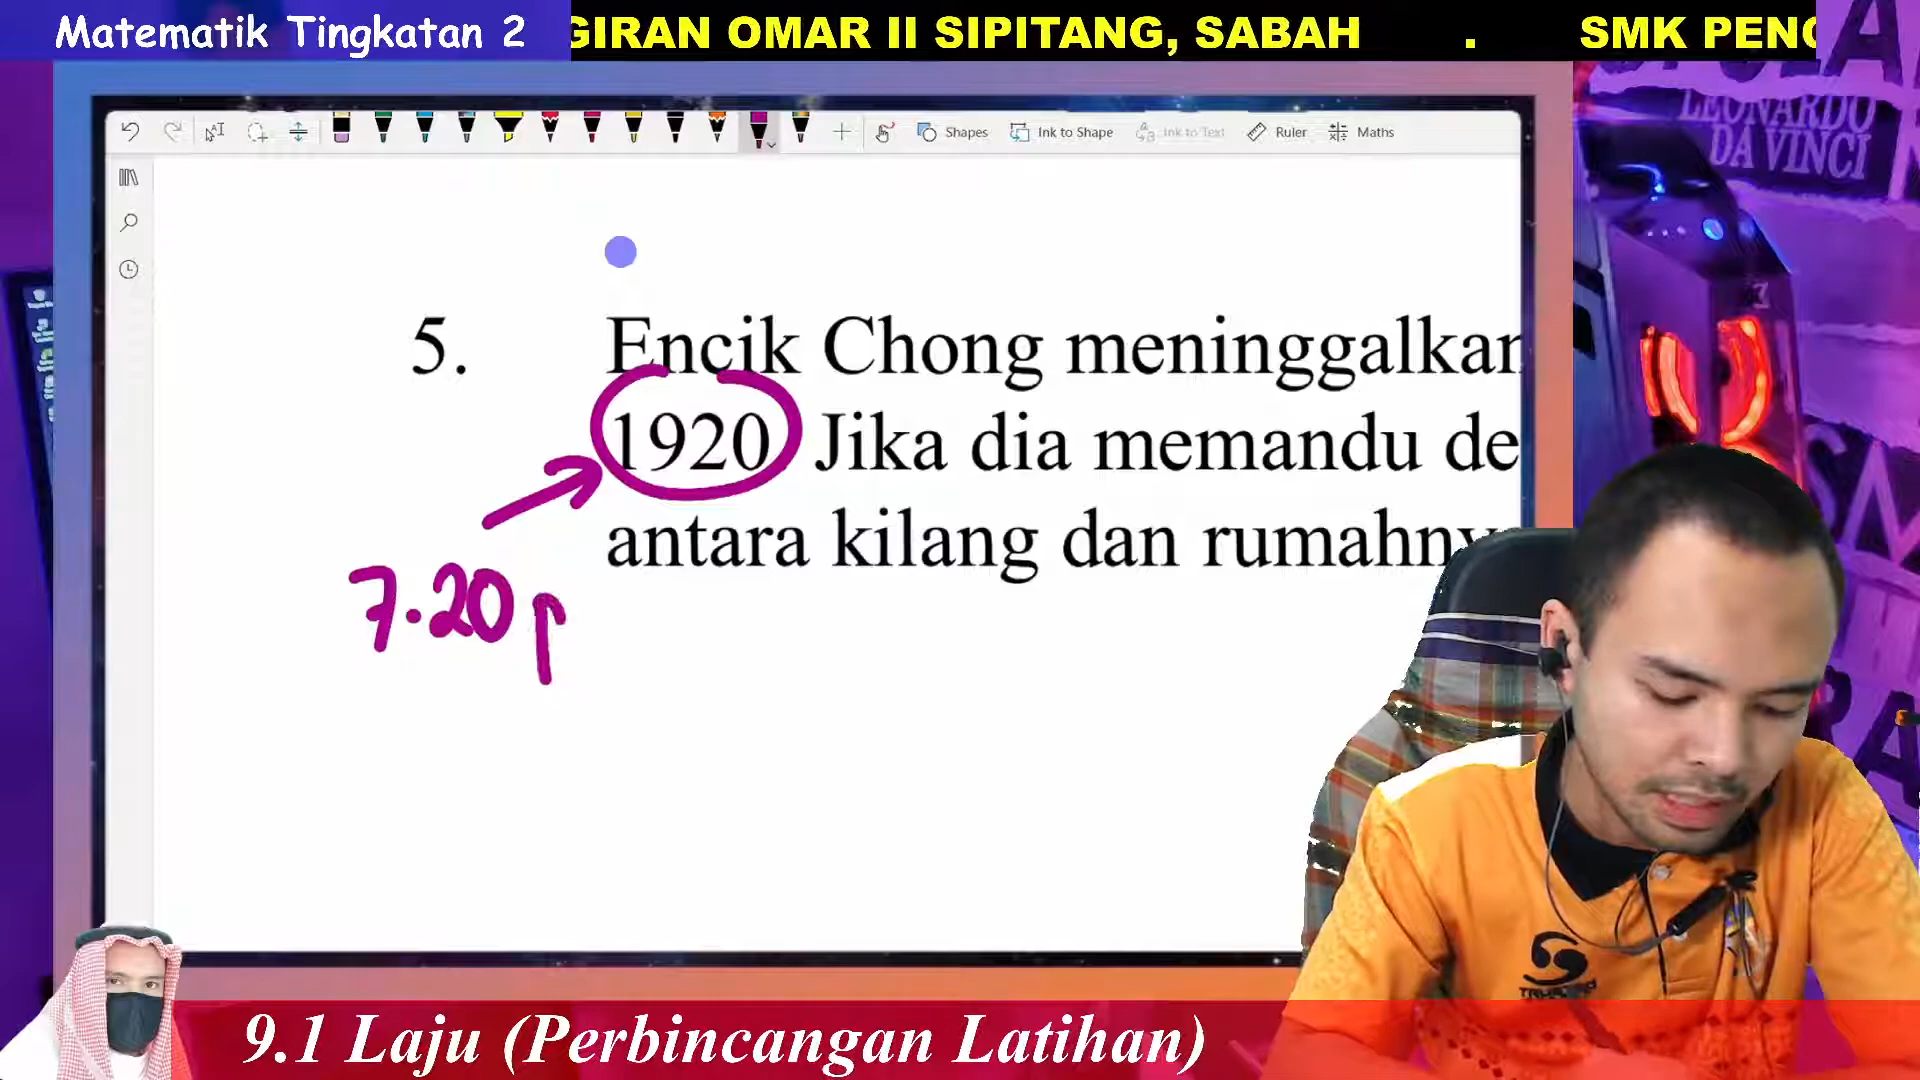 Matematik Tingkatan 2
GIRAN OMAR II SIPITANG, SABAH . SMK PENG
LEONARDO
DA VINCI
Shapes
Ink to Shape
Ink to Text
Ruler
Maths
5. Encik Chong meninggalkan
1920 Jika dia memandu de
antara kilang dan rumahny
7.20 p
9.1 Laju (Perbincangan Latihan)